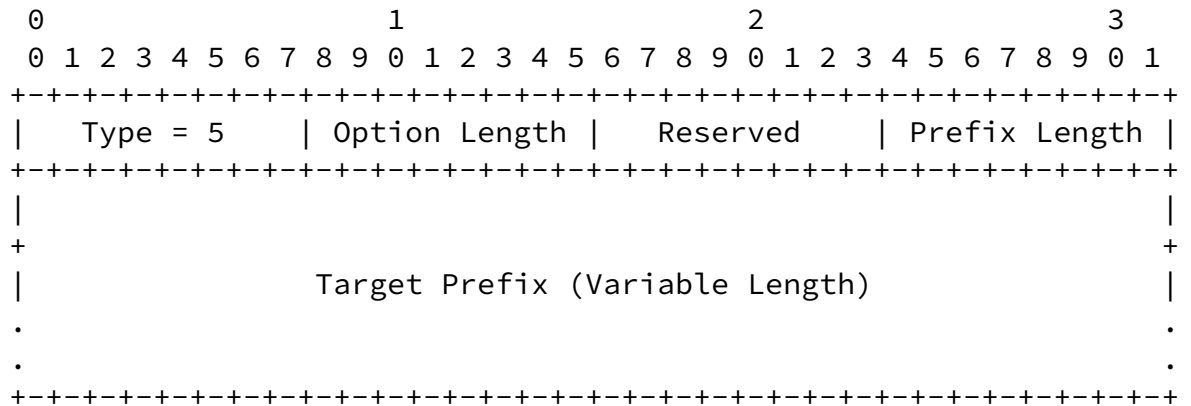 0                   1                   2                   3
 0 1 2 3 4 5 6 7 8 9 0 1 2 3 4 5 6 7 8 9 0 1 2 3 4 5 6 7 8 9 0 1
+-+-+-+-+-+-+-+-+-+-+-+-+-+-+-+-+-+-+-+-+-+-+-+-+-+-+-+-+-+-+-+-+
|   Type = 5    | Option Length |   Reserved    | Prefix Length |
+-+-+-+-+-+-+-+-+-+-+-+-+-+-+-+-+-+-+-+-+-+-+-+-+-+-+-+-+-+-+-+-+
|                                                               |
+                                                               +
|                Target Prefix (Variable Length)                |
.                                                               .
.                                                               .
+-+-+-+-+-+-+-+-+-+-+-+-+-+-+-+-+-+-+-+-+-+-+-+-+-+-+-+-+-+-+-+-+